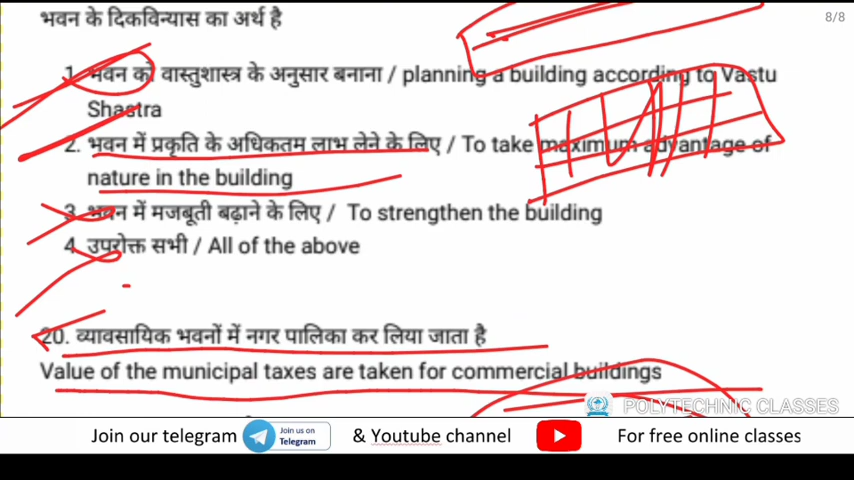 8/8
भवन के दिकविन्यास का अर्थ है
1. भवन को वास्तुशास्त्र के अनुसार बनाना / planning a building according to Vastu
Shastra
2. भवन में प्रकृति के अधिकतम लाभ लेने के लिए / To take maximum advantage of
nature in the building
3. भवन में मजबूती बढ़ाने के लिए / To strengthen the building
4. उपरोक्त सभी / All of the above
20. व्यावसायिक भवनों में नगर पालिका कर लिया जाता है
Value of the municipal taxes are taken for commercial buildings
POLYTECHNIC CLASSES
Join our telegram Join us on Telegram & Youtube channel For free online classes